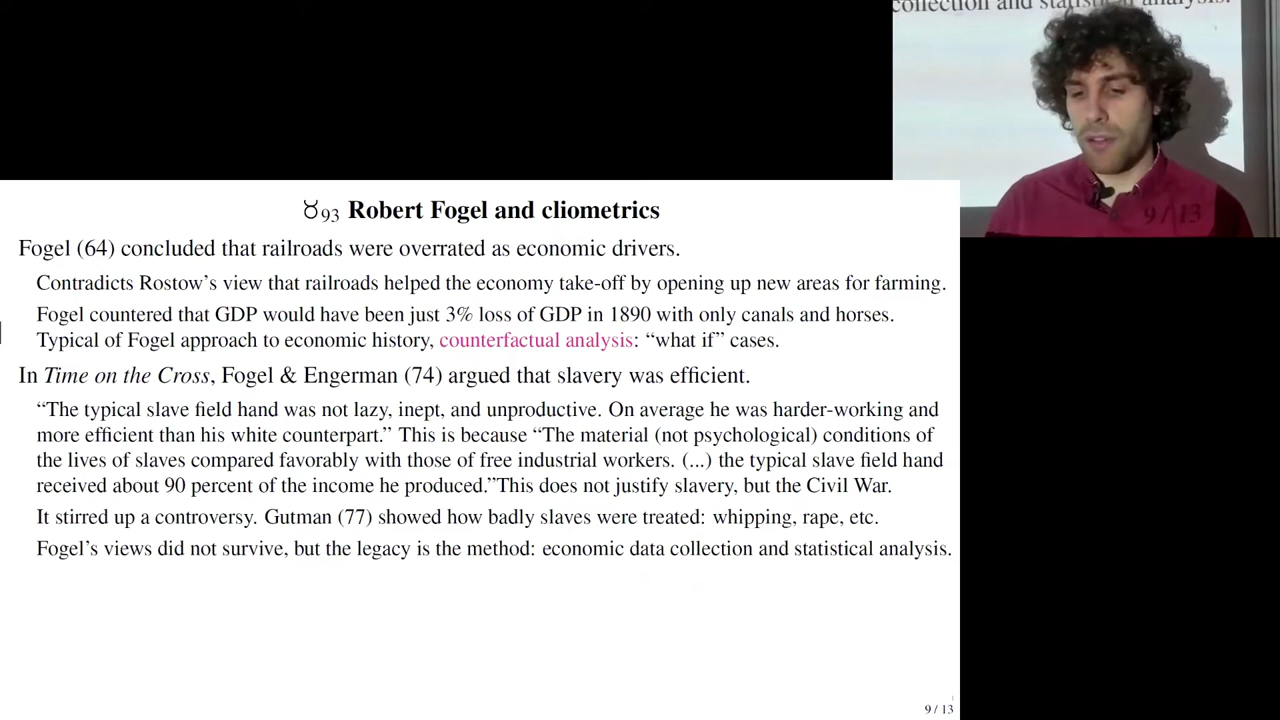 collection and statistical analysis.
9 / 13
♉93 Robert Fogel and cliometrics
Fogel (64) concluded that railroads were overrated as economic drivers.
Contradicts Rostow’s view that railroads helped the economy take-off by opening up new areas for farming.
Fogel countered that GDP would have been just 3% loss of GDP in 1890 with only canals and horses.
Typical of Fogel approach to economic history, counterfactual analysis: “what if” cases.
In Time on the Cross, Fogel & Engerman (74) argued that slavery was efficient.
“The typical slave field hand was not lazy, inept, and unproductive. On average he was harder-working and
more efficient than his white counterpart.” This is because “The material (not psychological) conditions of
the lives of slaves compared favorably with those of free industrial workers. (...) the typical slave field hand
received about 90 percent of the income he produced.”This does not justify slavery, but the Civil War.
It stirred up a controversy. Gutman (77) showed how badly slaves were treated: whipping, rape, etc.
Fogel’s views did not survive, but the legacy is the method: economic data collection and statistical analysis.
9 / 13